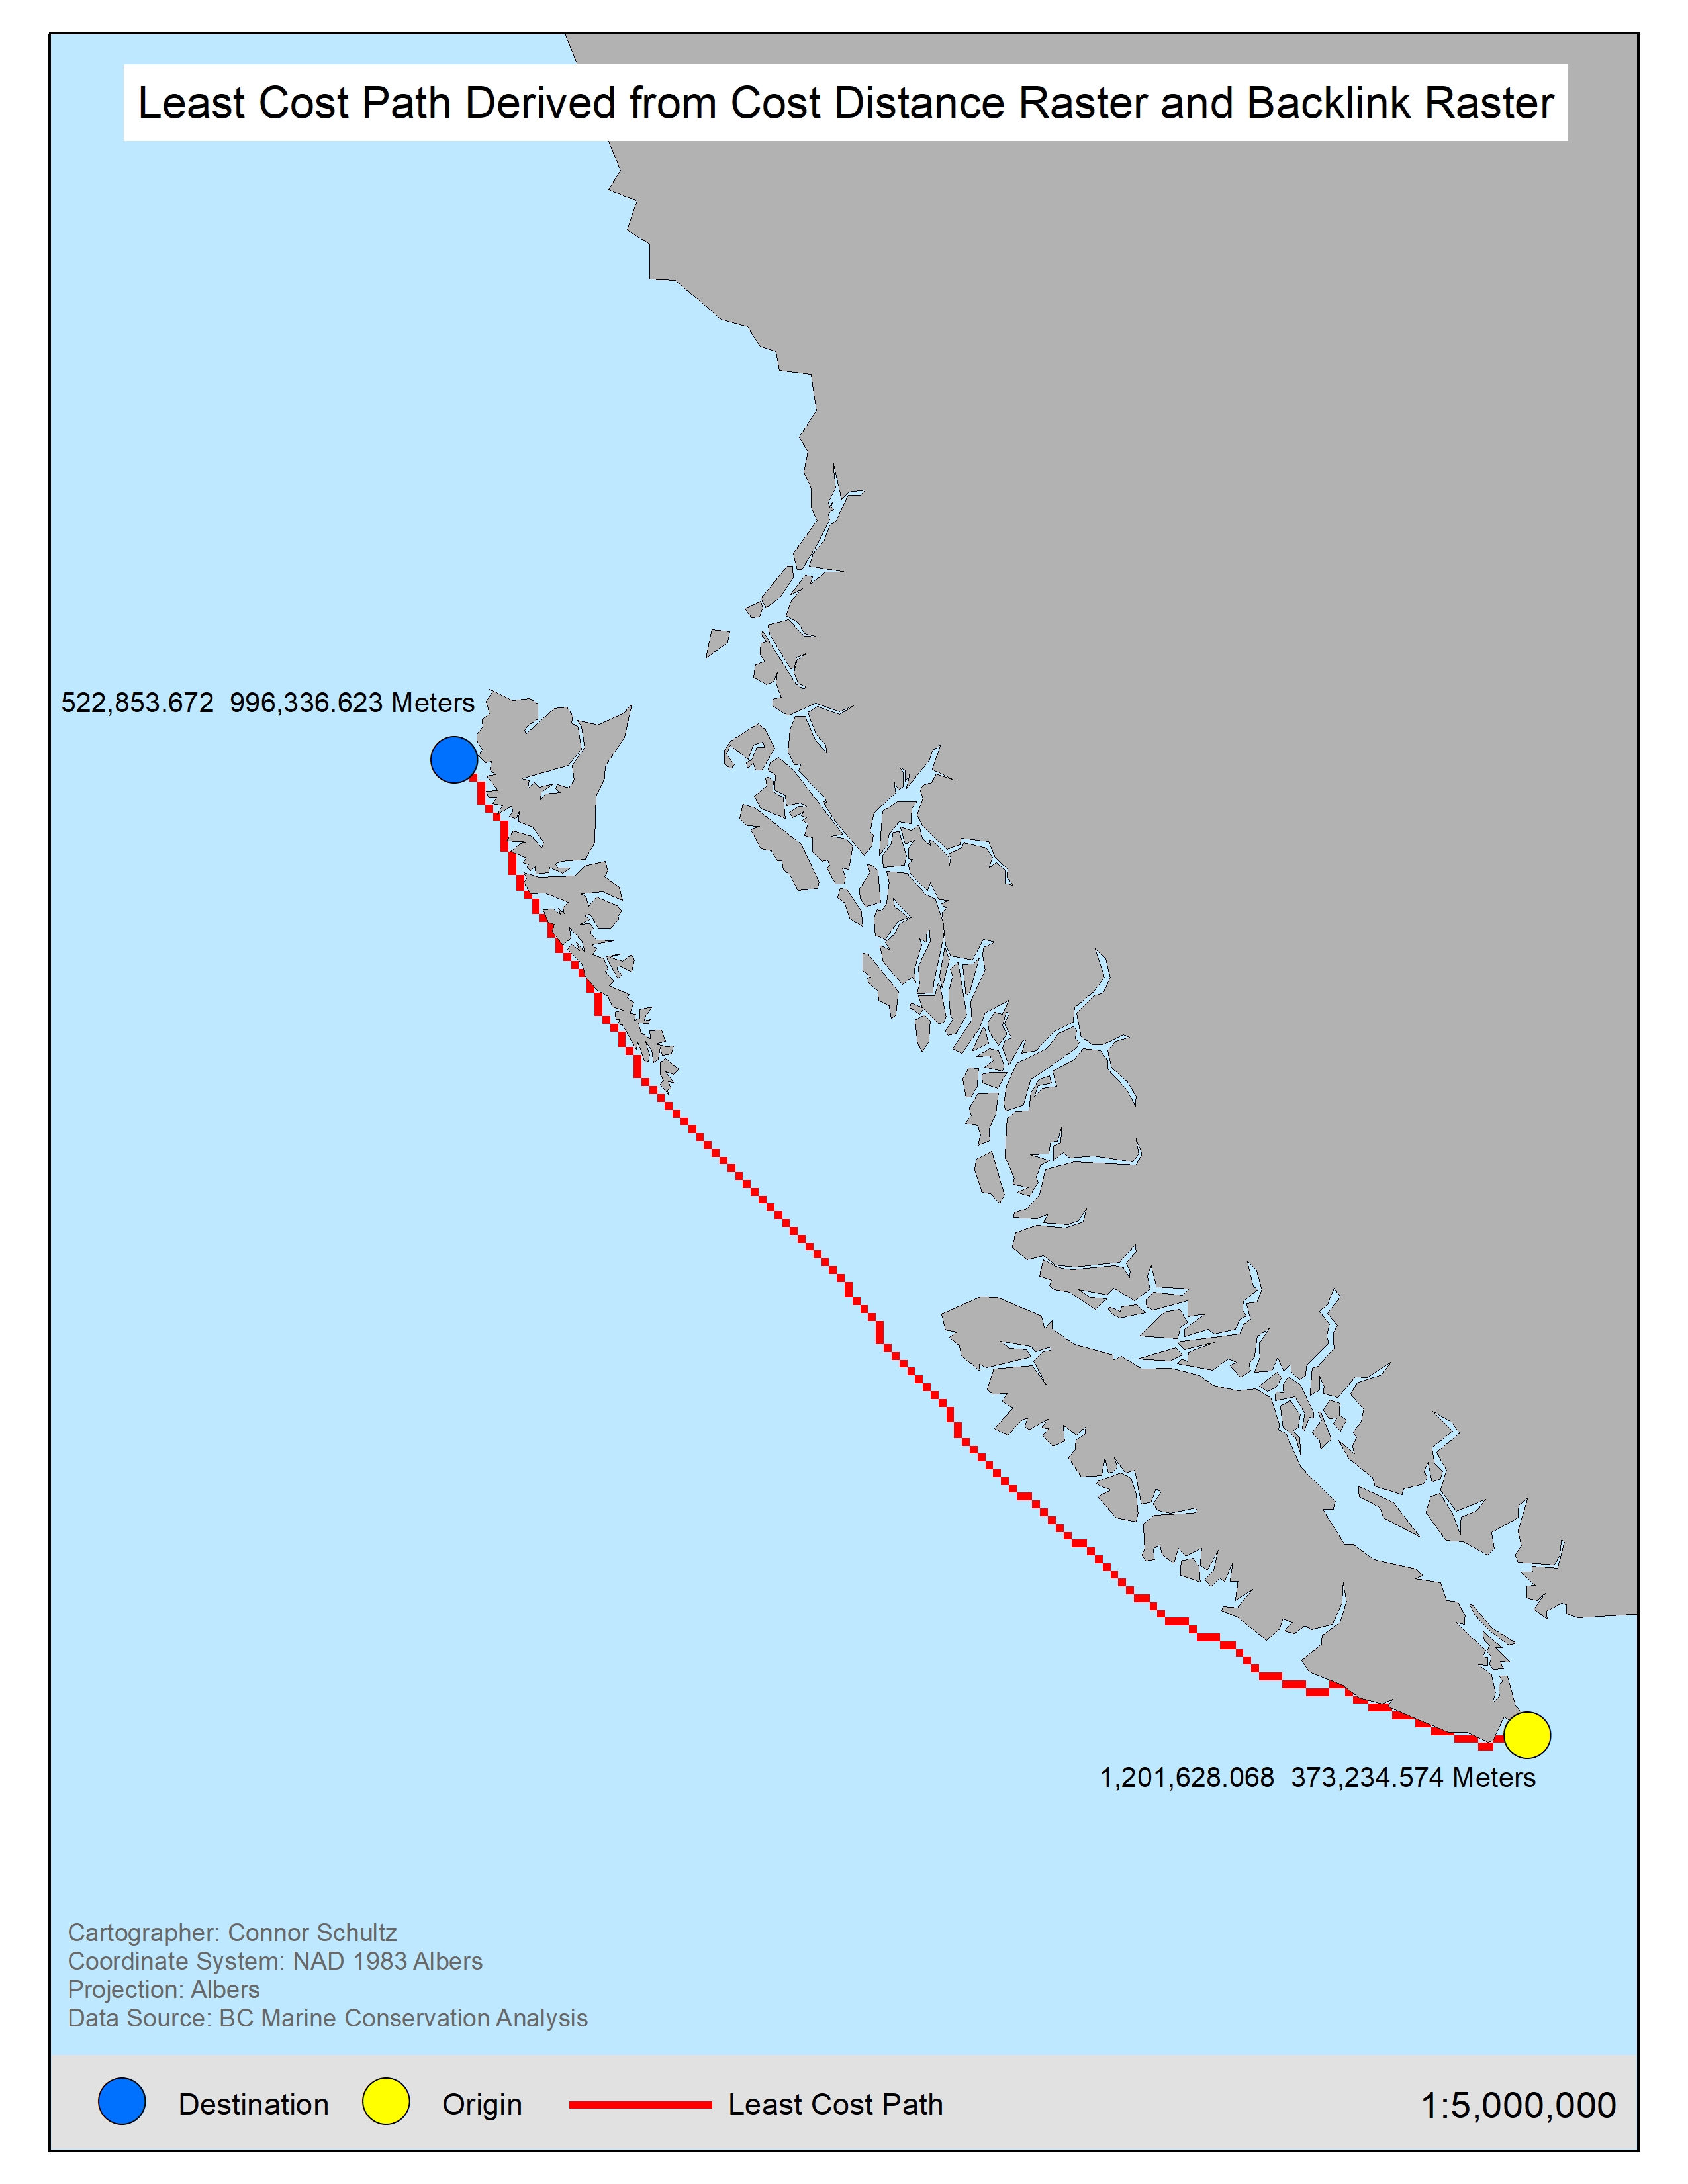 Least Cost Path Derived from Cost Distance Raster and Backlink Raster
522,853.672  996,336.623 Meters
1,201,628.068  373,234.574 Meters
Cartographer: Connor Schultz
Coordinate System: NAD 1983 Albers
Projection: Albers
Data Source: BC Marine Conservation Analysis
Destination Origin Least Cost Path 1:5,000,000